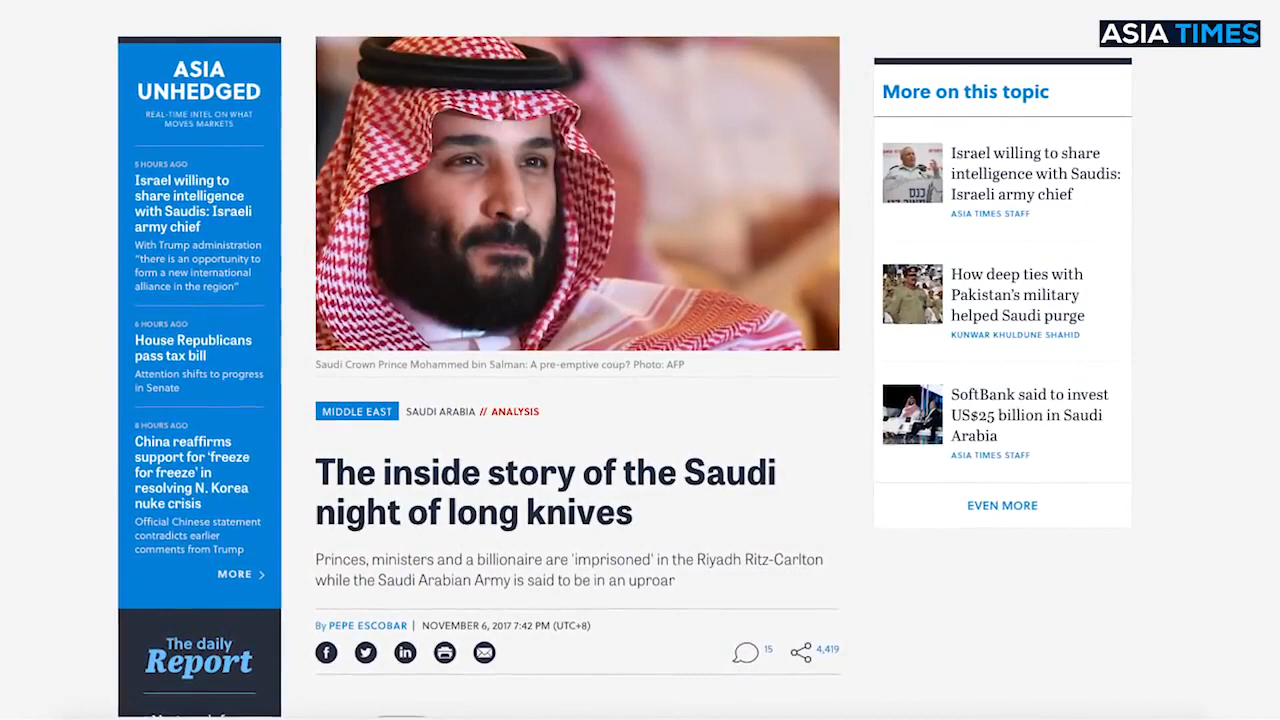 ASIA TIMES
ASIA
UNHEDGED
REAL-TIME INTEL ON WHAT
MOVES MARKETS
5 HOURS AGO
Israel willing to
share intelligence
with Saudis: Israeli
army chief
With Trump administration
"there is an opportunity to
form a new international
alliance in the region"
6 HOURS AGO
House Republicans
pass tax bill
Attention shifts to progress
in Senate
8 HOURS AGO
China reaffirms
support for 'freeze
for freeze' in
resolving N. Korea
nuke crisis
Official Chinese statement
contradicts earlier
comments from Trump
MORE
The daily
Report
Saudi Crown Prince Mohammed bin Salman: A pre-emptive coup? Photo: AFP
MIDDLE EAST SAUDI ARABIA // ANALYSIS
The inside story of the Saudi
night of long knives
Princes, ministers and a billionaire are 'imprisoned' in the Riyadh Ritz-Carlton
while the Saudi Arabian Army is said to be in an uproar
By PEPE ESCOBAR | NOVEMBER 6, 2017 7:42 PM (UTC+8)
15 4,419
More on this topic
Israel willing to share
intelligence with Saudis:
Israeli army chief
ASIA TIMES STAFF
How deep ties with
Pakistan's military
helped Saudi purge
KUNWAR KHULDUNE SHAHID
SoftBank said to invest
US$25 billion in Saudi
Arabia
ASIA TIMES STAFF
EVEN MORE